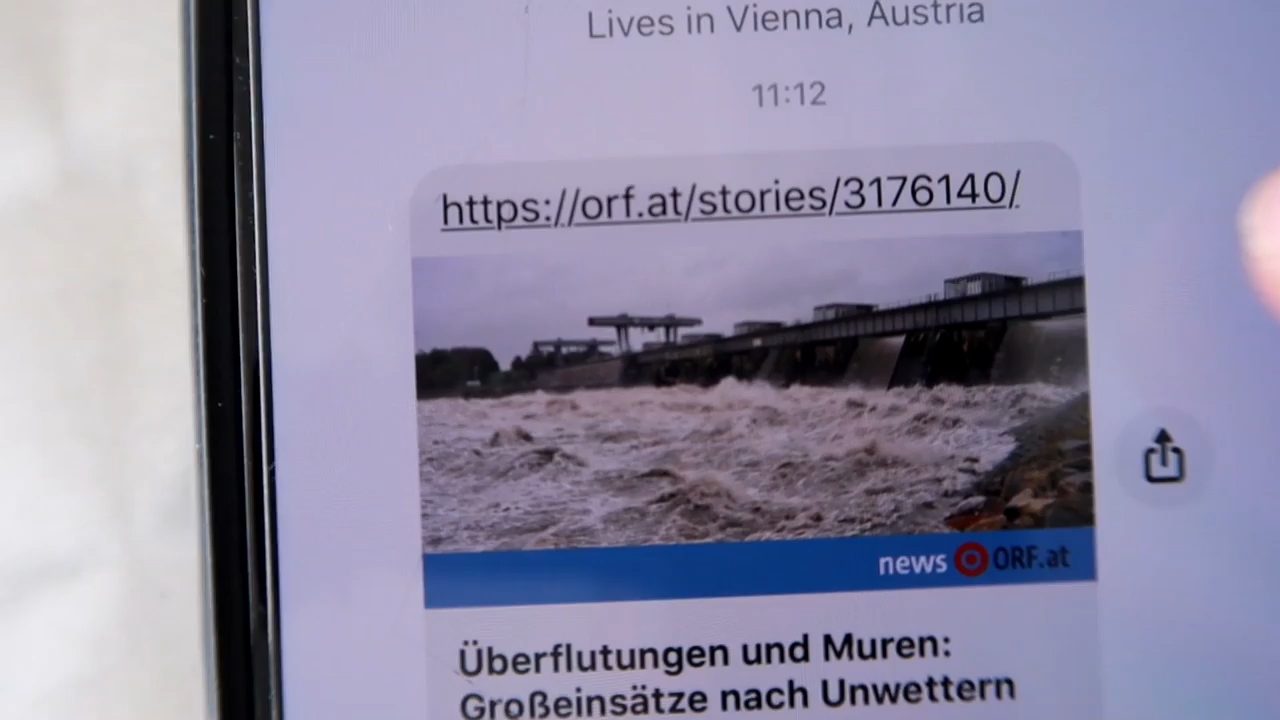 Lives in Vienna, Austria
11:12
https://orf.at/stories/3176140/
news ORF.at
Überflutungen und Muren:
Großeinsätze nach Unwettern